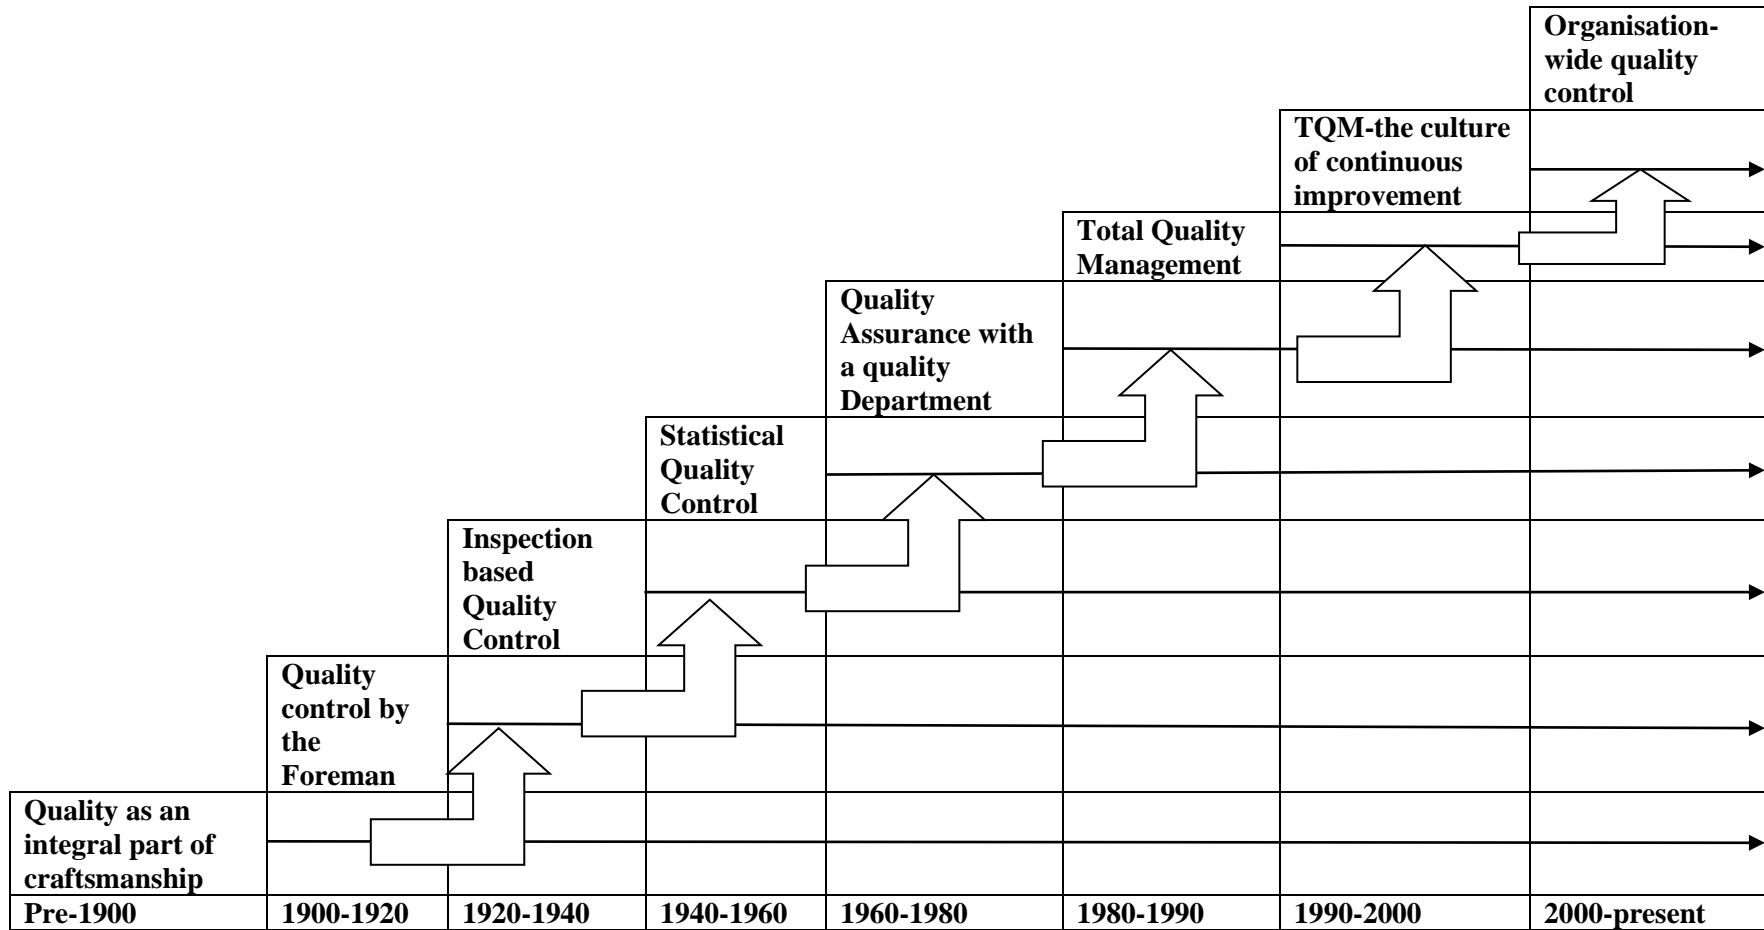 Organisation-
wide quality
control
TQM-the culture
of continuous
improvement
Total Quality
Management
Quality
Assurance with
a quality
Department
Statistical
Quality
Control
Inspection
based
Quality
Control
Quality
control by
the
Foreman
Quality as an
integral part of
craftsmanship
Pre-1900
1900-1920
1920-1940
1940-1960
1960-1980
1980-1990
1990-2000
2000-present